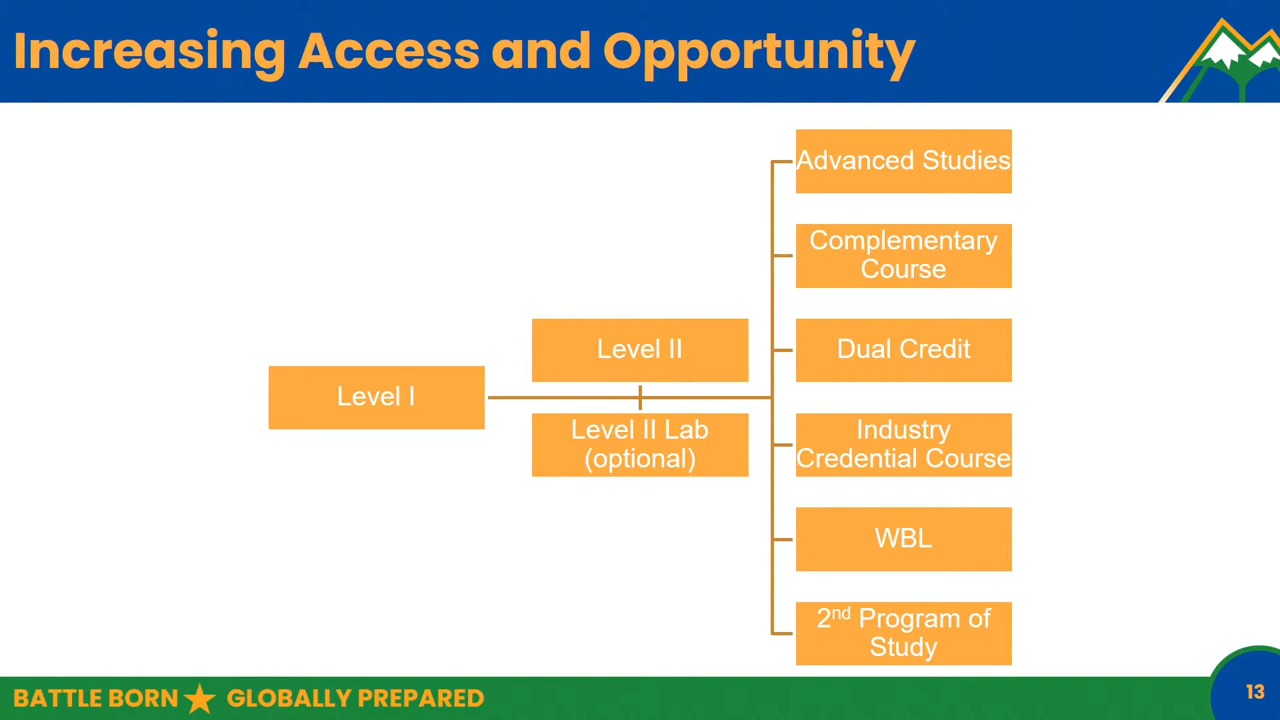 Increasing Access and Opportunity
Advanced Studies
Complementary
Course
Level II
Dual Credit
Level I
Level II Lab
(optional)
Industry
Credential Course
WBL
2nd Program of
Study
BATTLE BORN GLOBALLY PREPARED
13